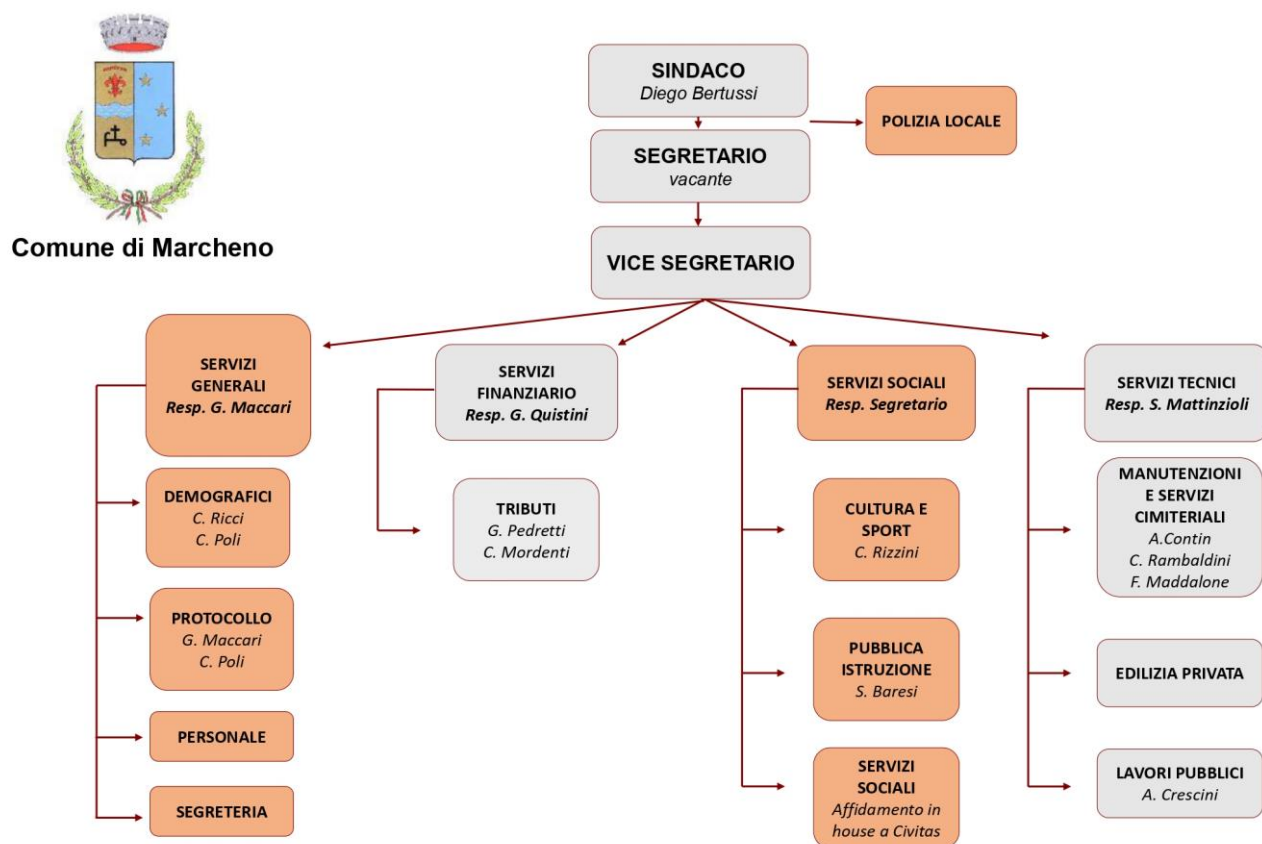 SINDACO
Diego Bertussi
POLIZIA LOCALE
SEGRETARIO
vacante
Comune di Marcheno
VICE SEGRETARIO
SERVIZI
GENERALI
Resp. G. Maccari
DEMOGRAFICI
C. Ricci
C. Poli
PROTOCOLLO
G. Maccari
C. Poli
PERSONALE
SEGRETERIA
SERVIZI
FINANZIARIO
Resp. G. Quistini
TRIBUTI
G. Pedretti
C. Mordenti
SERVIZI SOCIALI
Resp. Segretario
CULTURA E
SPORT
C. Rizzini
PUBBLICA
ISTRUZIONE
S. Baresi
SERVIZI
SOCIALI
Affidamento in
house a Civitas
SERVIZI TECNICI
Resp. S. Mattinzioli
MANUTENZIONI
E SERVIZI
CIMITERIALI
A.Contin
C. Rambaldini
F. Maddalone
EDILIZIA PRIVATA
LAVORI PUBBLICI
A. Crescini